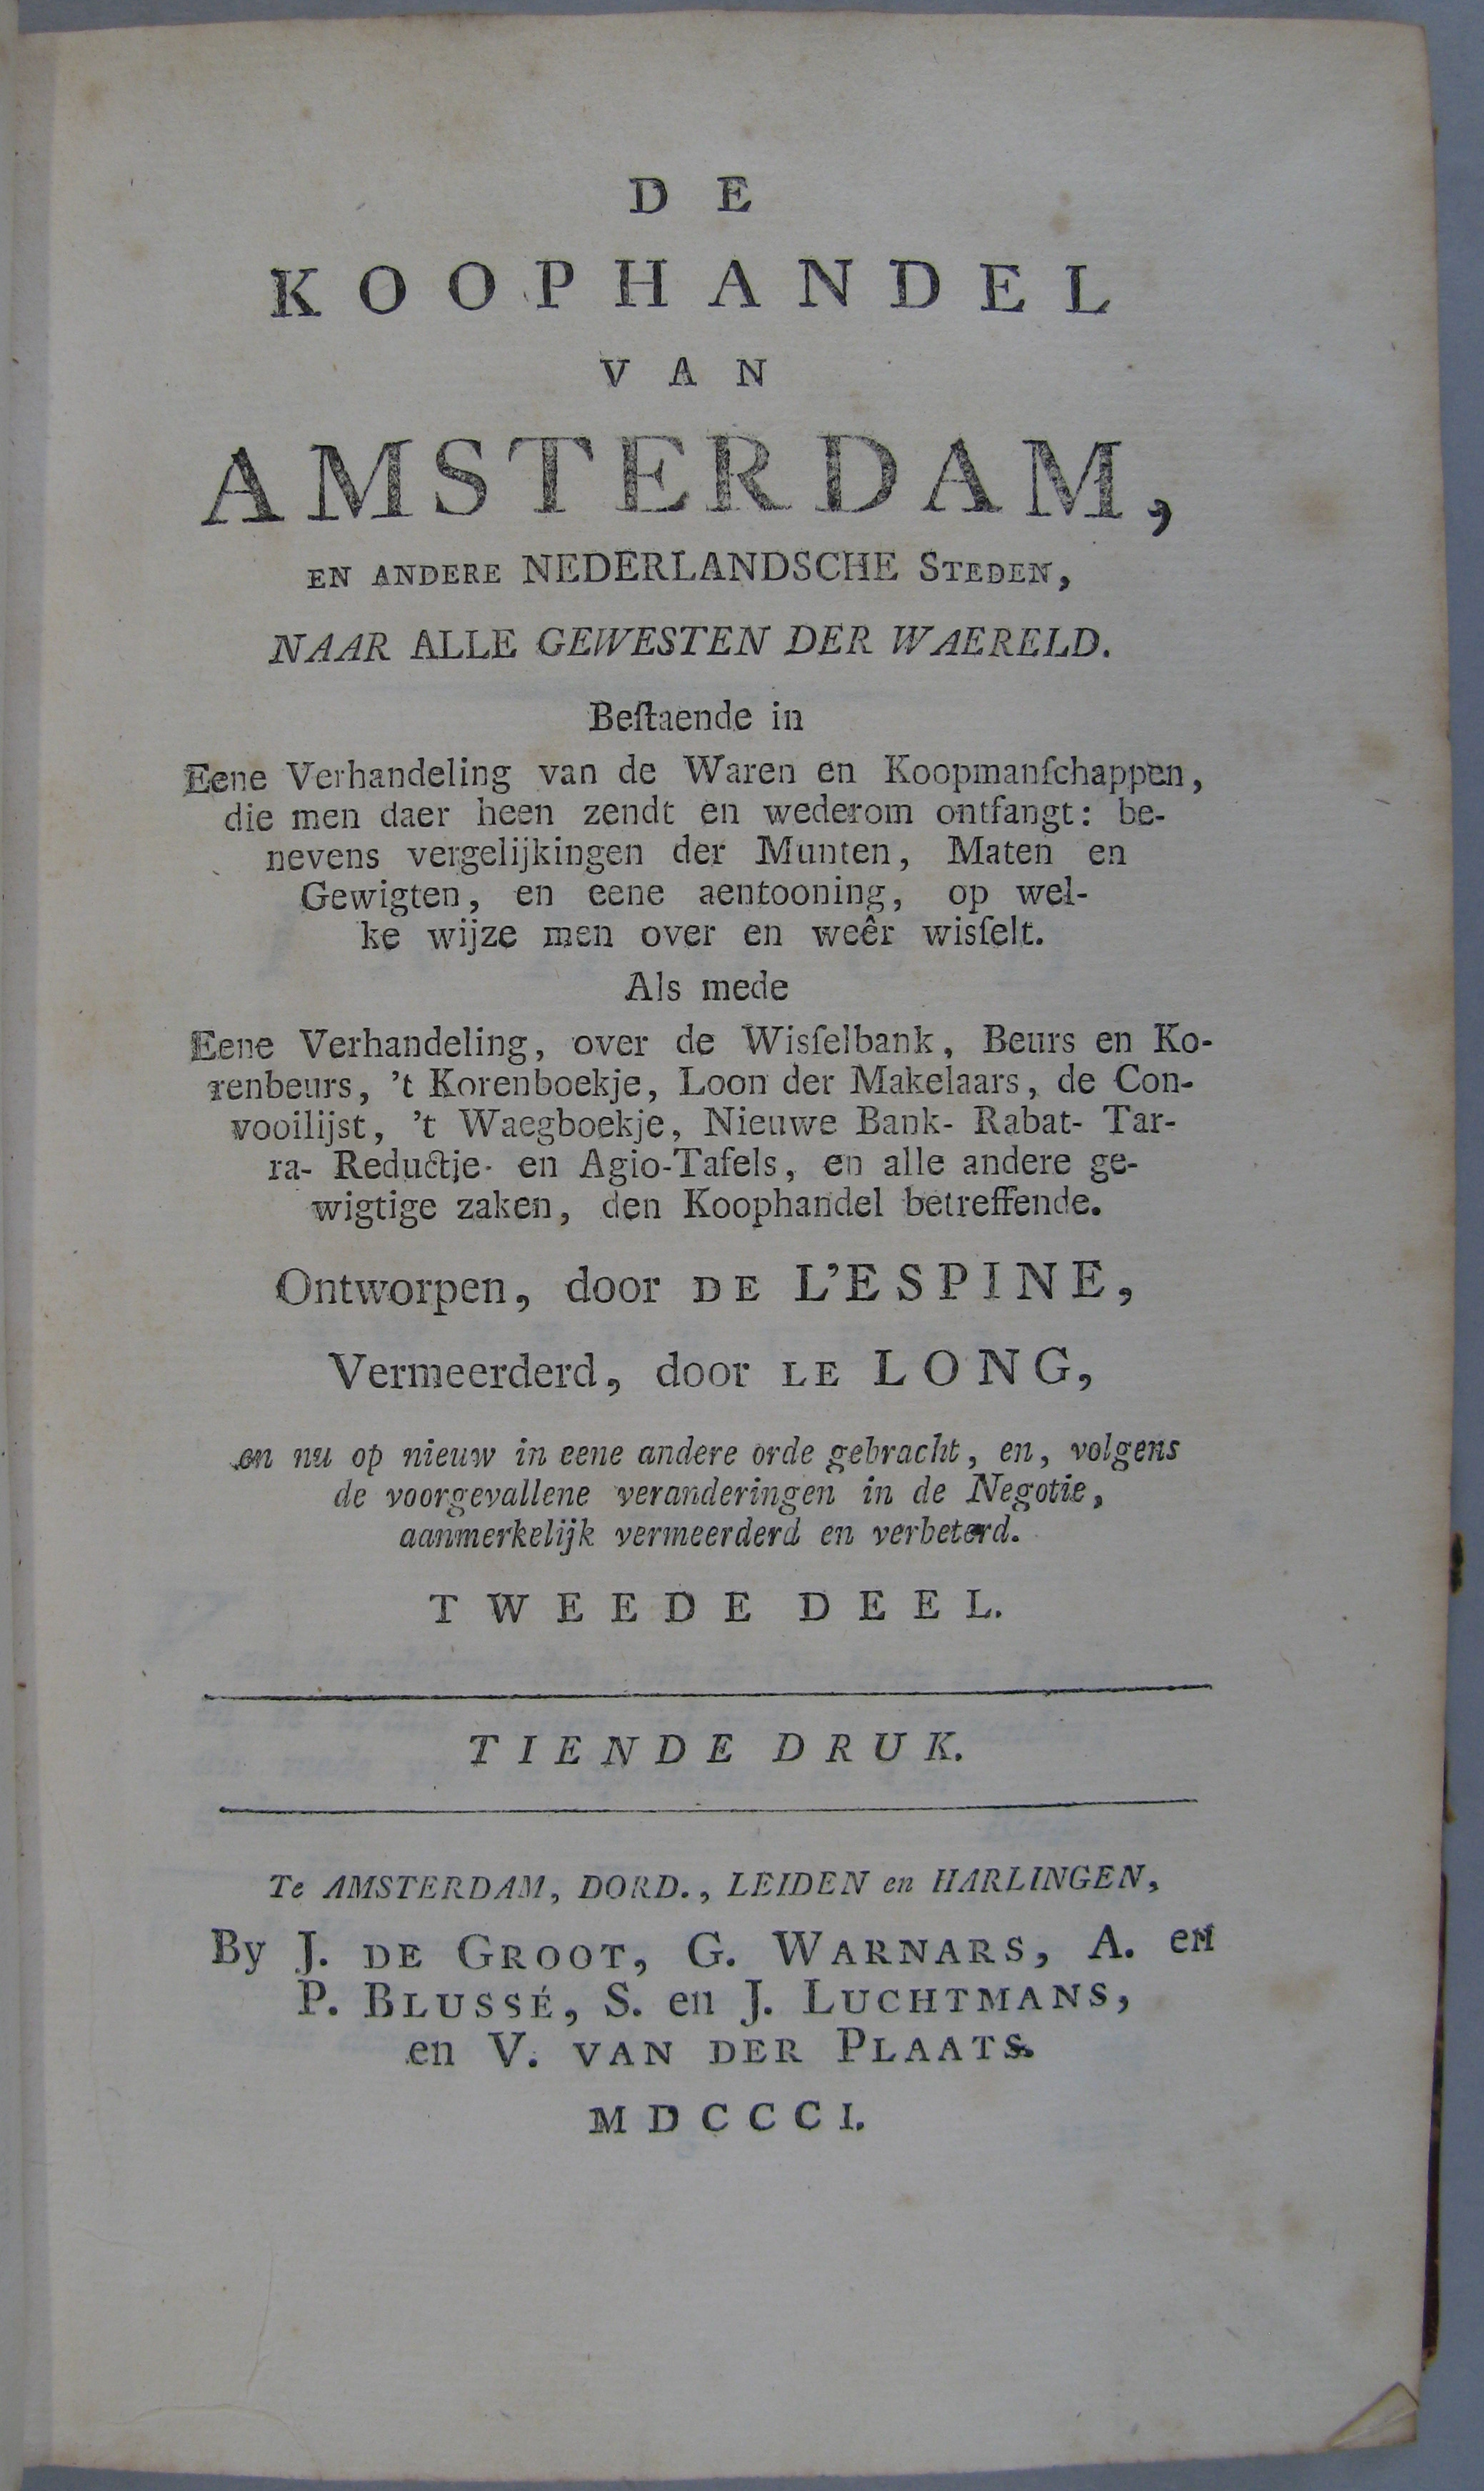 DE
KOOPHANDEL
VAN
AMSTERDAM,
EN ANDERE NEDERLANDSCHE STEDEN,
NAAR ALLE GEWESTEN DER WAERELD.
Beſtaende in
Eene Verhandeling van de Waren en Koopmanſchappen,
die men daer heen zendt en wederom ontfangt: be-
nevens vergelijkingen der Munten, Maten en
Gewigten, en eene aentooning, op wel-
ke wijze men over en weêr wisſelt.
Als mede
Eene Verhandeling, over de Wisſelbank, Beurs en Ko-
renbeurs, 't Korenboekje, Loon der Makelaars, de Con-
vooilijst, 't Waegboekje, Nieuwe Bank- Rabat- Tar-
ra- Reductje- en Agio-Tafels, en alle andere ge-
wigtige zaken, den Koophandel betreffende.
Ontworpen, door DE L'ESPINE,
Vermeerderd, door LE LONG,
en nu op nieuw in eene andere orde gebracht, en, volgens
de voorgevallene veranderingen in de Negotie,
aanmerkelijk vermeerderd en verbeterd.
TWEEDE DEEL.
TIENDE DRUK.
Te AMSTERDAM, DORD., LEIDEN en HARLINGEN,
By J. DE GROOT, G. WARNARS, A. en
P. BLUSSÉ, S. en J. LUCHTMANS,
en V. VAN DER PLAATS.
MDCCCI.